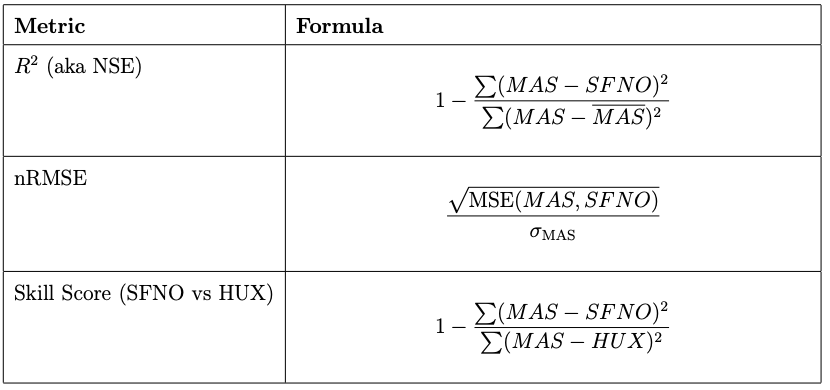 Metric Formula
$R^2$ (aka NSE)
$1 - \frac{\sum (MAS - SFNO)^2}{\sum (MAS - \overline{MAS})^2}$
nRMSE
$\frac{\sqrt{\mathrm{MSE}(MAS, SFNO)}}{\sigma_{\mathrm{MAS}}}$
Skill Score (SFNO vs HUX)
$1 - \frac{\sum (MAS - SFNO)^2}{\sum (MAS - HUX)^2}$